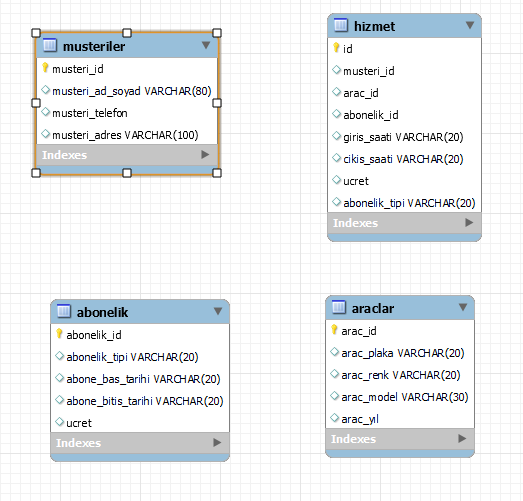 musteriler
musteri_id
musteri_ad_soyad VARCHAR(80)
musteri_telefon
musteri_adres VARCHAR(100)
Indexes
hizmet
id
musteri_id
arac_id
abonelik_id
giris_saati VARCHAR(20)
cikis_saati VARCHAR(20)
ucret
abonelik_tipi VARCHAR(20)
Indexes
abonelik
abonelik_id
abonelik_tipi VARCHAR(20)
abone_bas_tarihi VARCHAR(20)
abone_bitis_tarihi VARCHAR(20)
ucret
Indexes
araclar
arac_id
arac_plaka VARCHAR(20)
arac_renk VARCHAR(20)
arac_model VARCHAR(30)
arac_yıl
Indexes